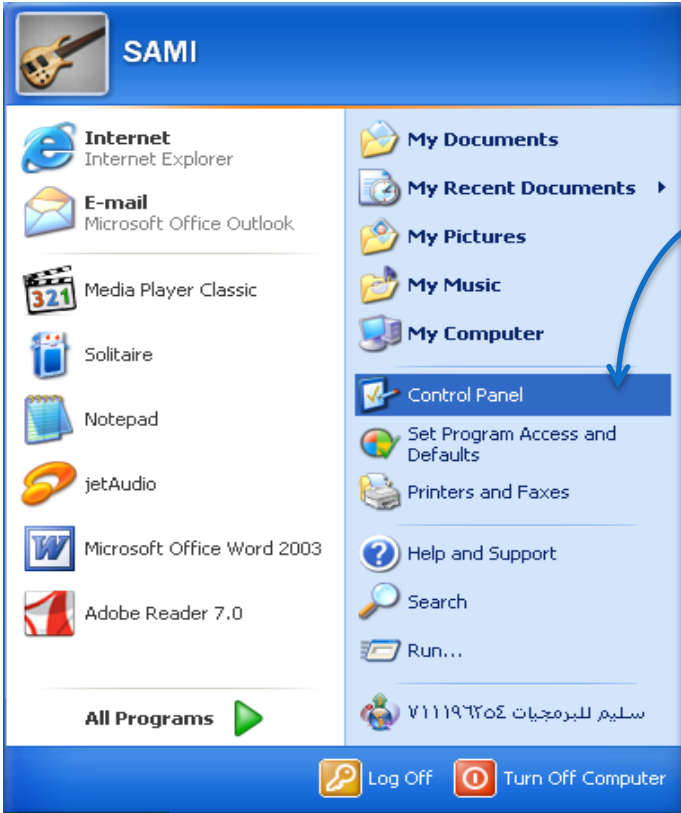 SAMI
Internet
Internet Explorer
E-mail
Microsoft Office Outlook
321
Media Player Classic
Solitaire
Notepad
jetAudio
Microsoft Office Word 2003
Adobe Reader 7.0
All Programs
My Documents
My Recent Documents
My Pictures
My Music
My Computer
Control Panel
Set Program Access and
Defaults
Printers and Faxes
Help and Support
Search
Run...
سليم للبرمجيات ٧١١١٩٦٢٥٤
Log Off
Turn Off Computer